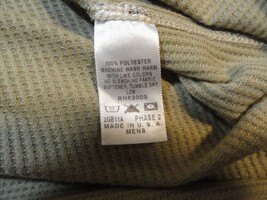 100% POLYESTER
MACHINE WASH WARM
WITH LIKE COLORS
NO BLEACH, NO FABRIC
SOFTENER, TUMBLE DRY
LOW
2GB11A PHASE 2
MADE IN U. S. A.
MENS